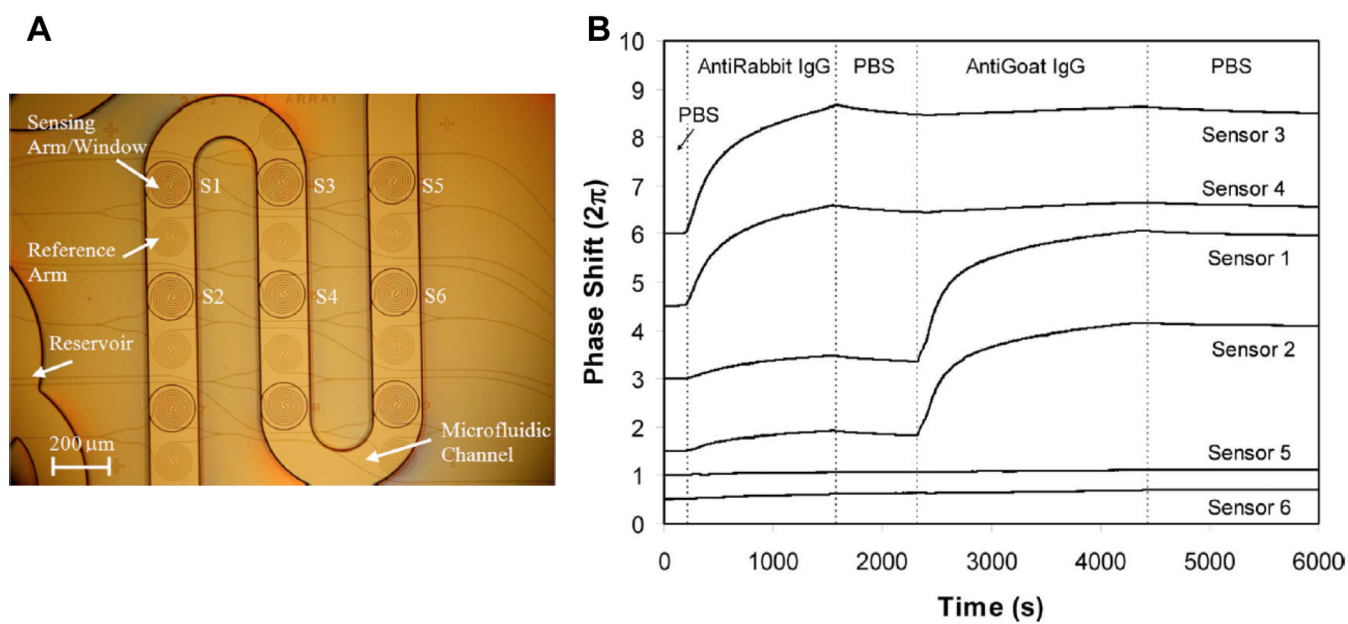 A
Sensing
Arm/Window
S1
S3
S5
Reference
Arm
S2
S4
S6
Reservoir
7
8
9
200 μm
Microfluidic
Channel
B
10
9
8
7
6
5
4
3
2
1
0
Phase Shift (2π)
PBS
AntiRabbit IgG
PBS
AntiGoat IgG
PBS
Sensor 3
Sensor 4
Sensor 1
Sensor 2
Sensor 5
Sensor 6
0 1000 2000 3000 4000 5000 6000
Time (s)